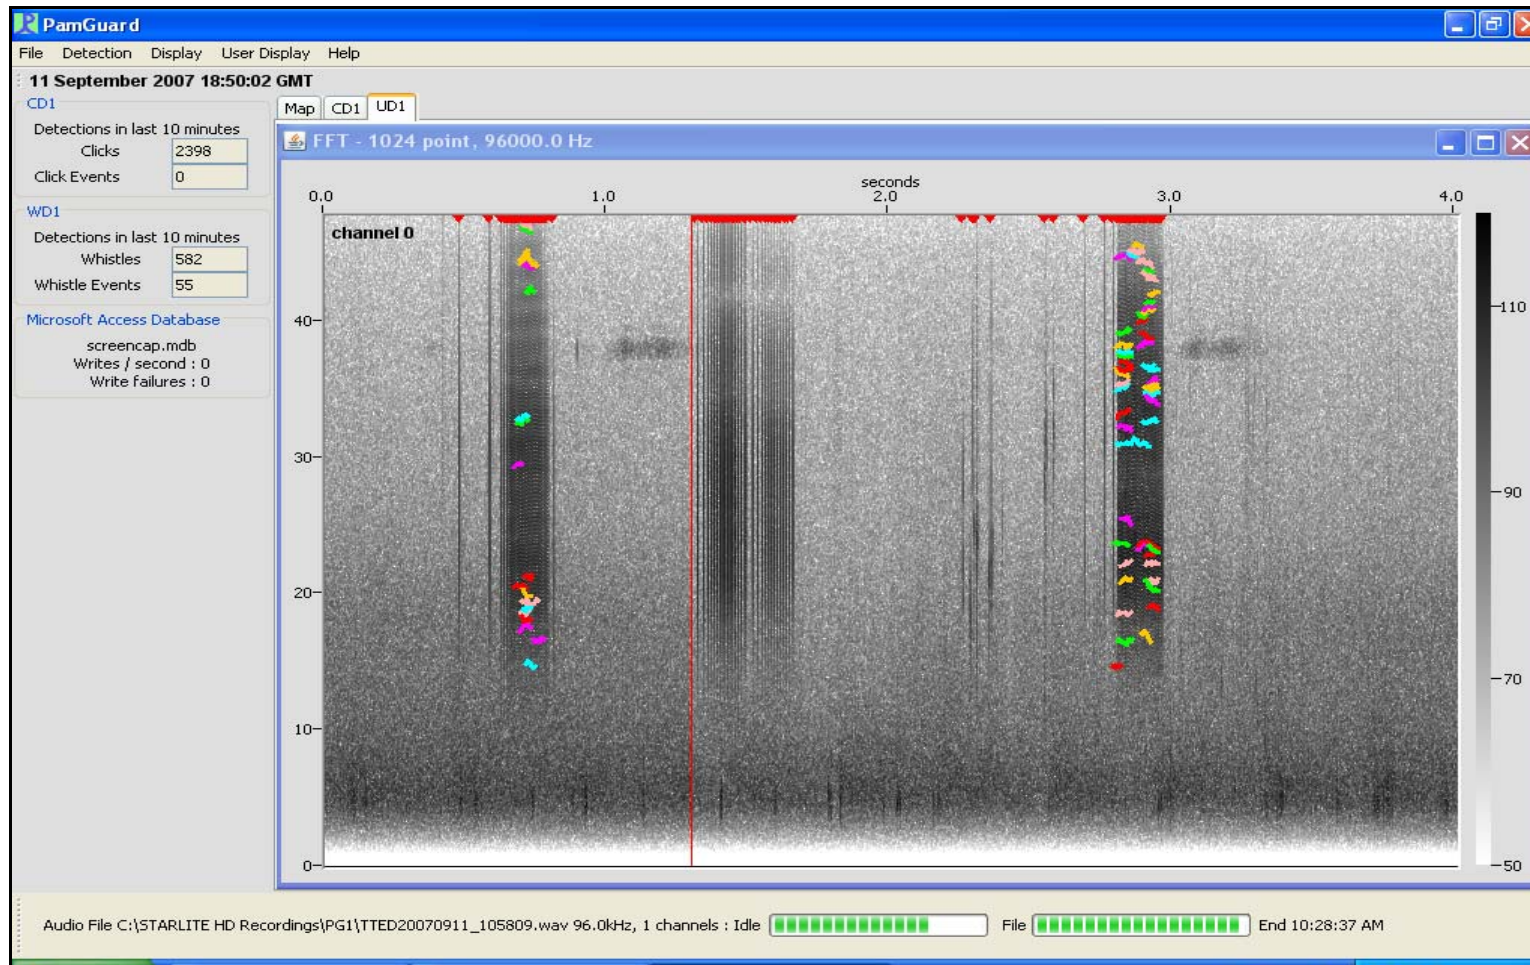 PamGuard
File Detection Display User Display Help
11 September 2007 18:50:02 GMT
CD1
Detections in last 10 minutes
Clicks 2398
Click Events 0
WD1
Detections in last 10 minutes
Whistles 582
Whistle Events 55
Microsoft Access Database
screencap.mdb
Writes / second : 0
Write failures : 0
Map CD1 UD1
FFT - 1024 point, 96000.0 Hz
seconds
0.0 1.0 2.0 3.0 4.0
channel 0
40
30
20
10
0
110
90
70
50
Audio File C:\STARLITE HD Recordings\PG1\TTED20070911_105809.wav 96.0kHz, 1 channels : Idle File End 10:28:37 AM